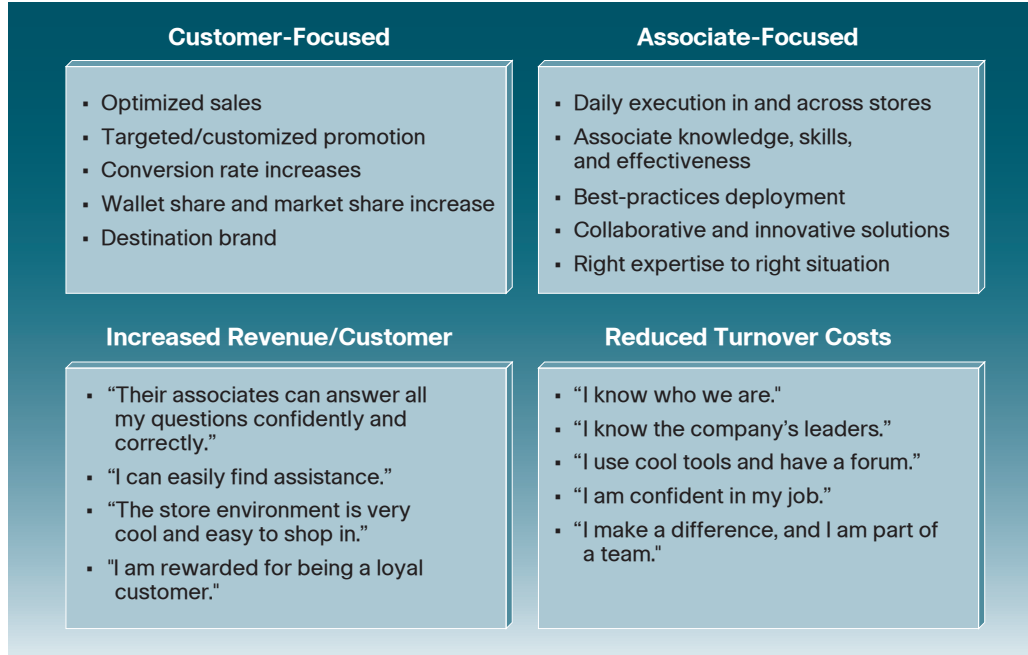 Customer-Focused
▪ Optimized sales
▪ Targeted/customized promotion
▪ Conversion rate increases
▪ Wallet share and market share increase
▪ Destination brand
Associate-Focused
▪ Daily execution in and across stores
▪ Associate knowledge, skills,
and effectiveness
▪ Best-practices deployment
▪ Collaborative and innovative solutions
▪ Right expertise to right situation
Increased Revenue/Customer
▪ “Their associates can answer all
my questions confidently and
correctly.”
▪ “I can easily find assistance.”
▪ “The store environment is very
cool and easy to shop in.”
▪ "I am rewarded for being a loyal
customer."
Reduced Turnover Costs
▪ “I know who we are."
▪ “I know the company’s leaders.”
▪ “I use cool tools and have a forum.”
▪ “I am confident in my job.”
▪ “I make a difference, and I am part of
a team."